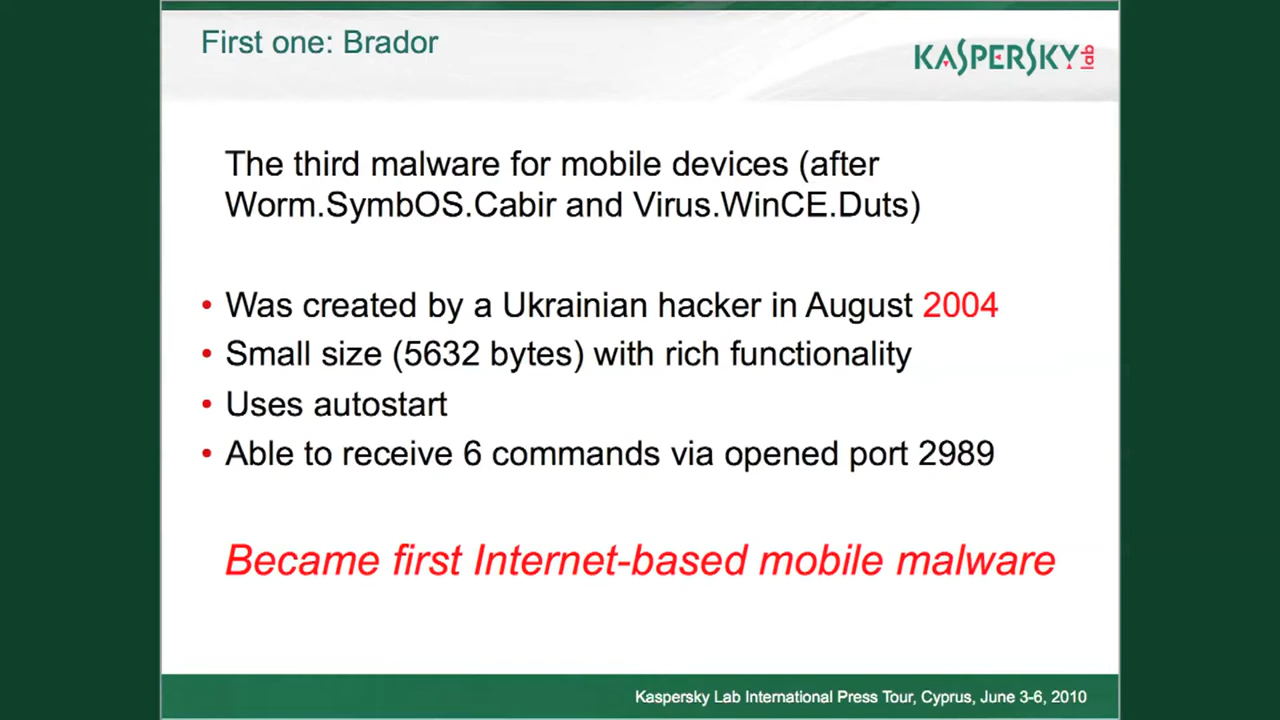 First one: Brador
KASPERSKY lab
The third malware for mobile devices (after
Worm.SymbOS.Cabir and Virus.WinCE.Duts)
• Was created by a Ukrainian hacker in August 2004
• Small size (5632 bytes) with rich functionality
• Uses autostart
• Able to receive 6 commands via opened port 2989
Became first Internet-based mobile malware
Kaspersky Lab International Press Tour, Cyprus, June 3-6, 2010